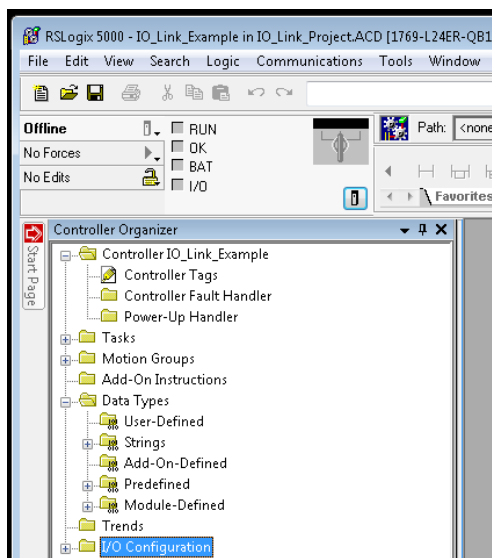 RSLogix 5000 - IO_Link_Example in IO_Link_Project.ACD [1769-L24ER-QB1
File Edit View Search Logic Communications Tools Window
Offline
RUN
Path: <none
No Forces
OK
BAT
No Edits
I/O
Favorites
Start Page
Controller Organizer
Controller IO_Link_Example
Controller Tags
Controller Fault Handler
Power-Up Handler
Tasks
Motion Groups
Add-On Instructions
Data Types
User-Defined
Strings
Add-On-Defined
Predefined
Module-Defined
Trends
I/O Configuration